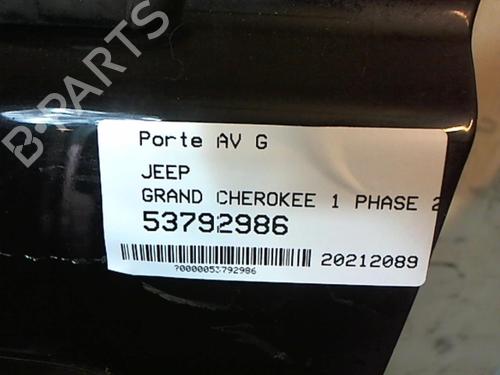 B-PARTS
Porte AV G
JEEP
GRAND CHEROKEE 1 PHASE 2
53792986
20212089
?0000053792986